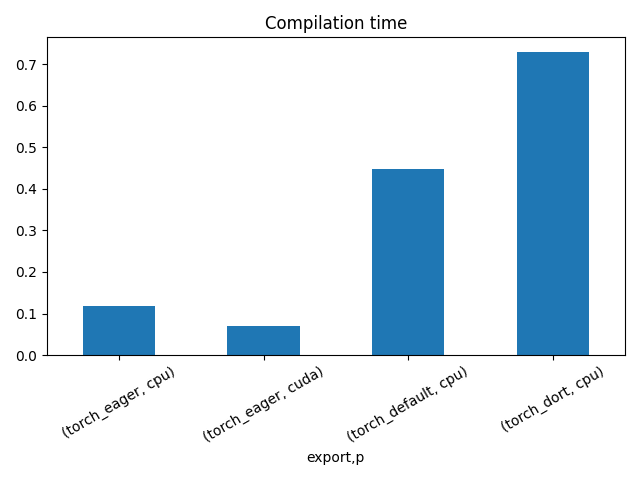 Compilation time
0.7
0.6
0.5
0.4
0.3
0.2
0.1
0.0
(torch_eager, cpu)
(torch_eager, cuda)
(torch_default, cpu)
(torch_dort, cpu)
export,p